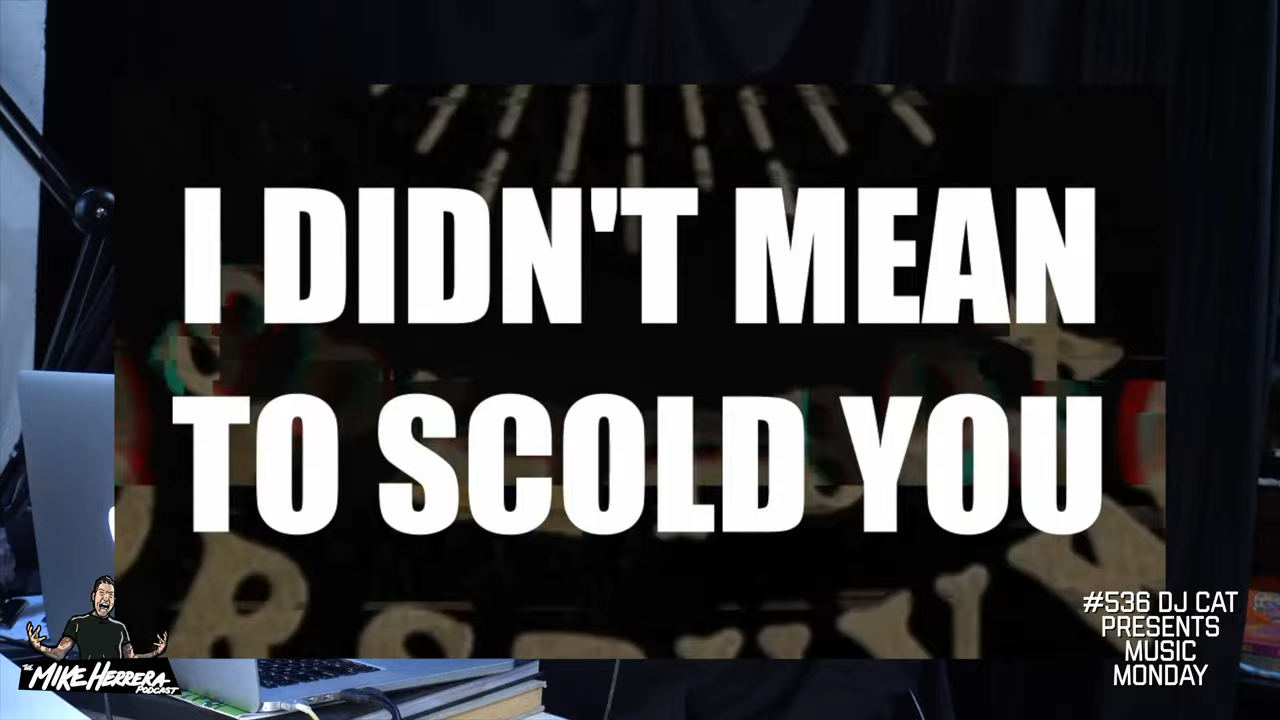 I DIDN'T MEAN
TO SCOLD YOU
THE
MIKE HERRERA
PODCAST
#536 DJ CAT
PRESENTS
MUSIC
MONDAY